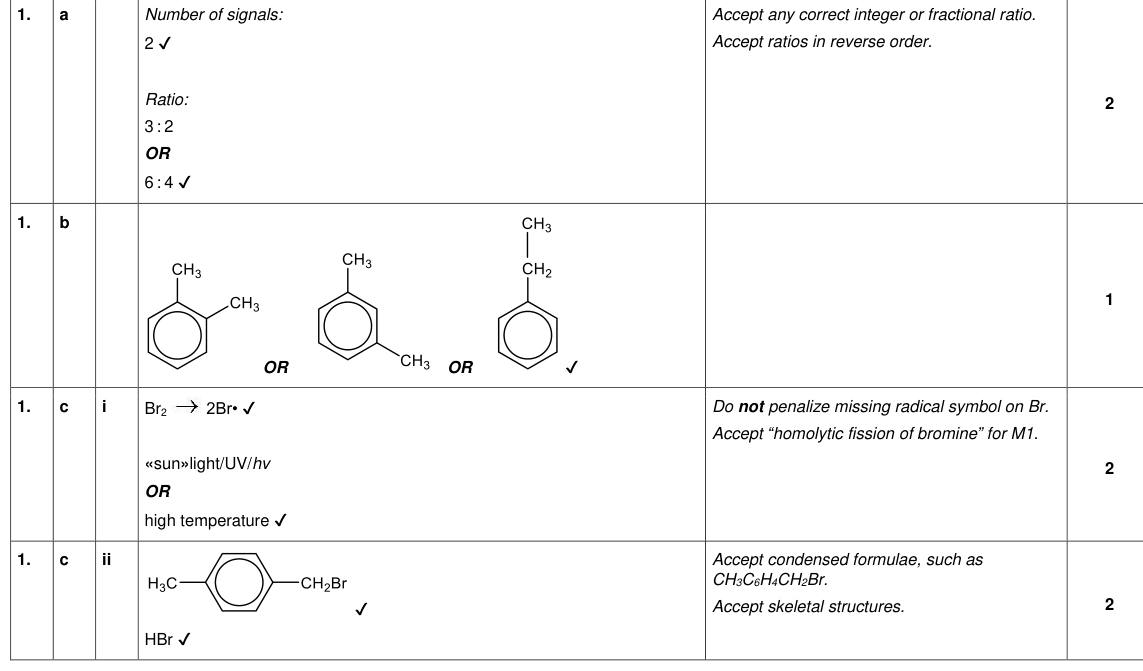 1. a Number of signals: Accept any correct integer or fractional ratio.
2 ✓ Accept ratios in reverse order.
Ratio:
2
3 : 2
OR
6 : 4 ✓
1. b
CH₃
CH₃
CH₂
CH₃
CH₃
1
CH₃
OR OR ✓
1. c i Br₂ → 2Br• ✓ Do not penalize missing radical symbol on Br.
Accept “homolytic fission of bromine” for M1.
«sun»light/UV/hv
2
OR
high temperature ✓
1. c ii Accept condensed formulae, such as
H₃C CH₂Br CH₃C₆H₄CH₂Br.
✓ Accept skeletal structures.
2
HBr ✓